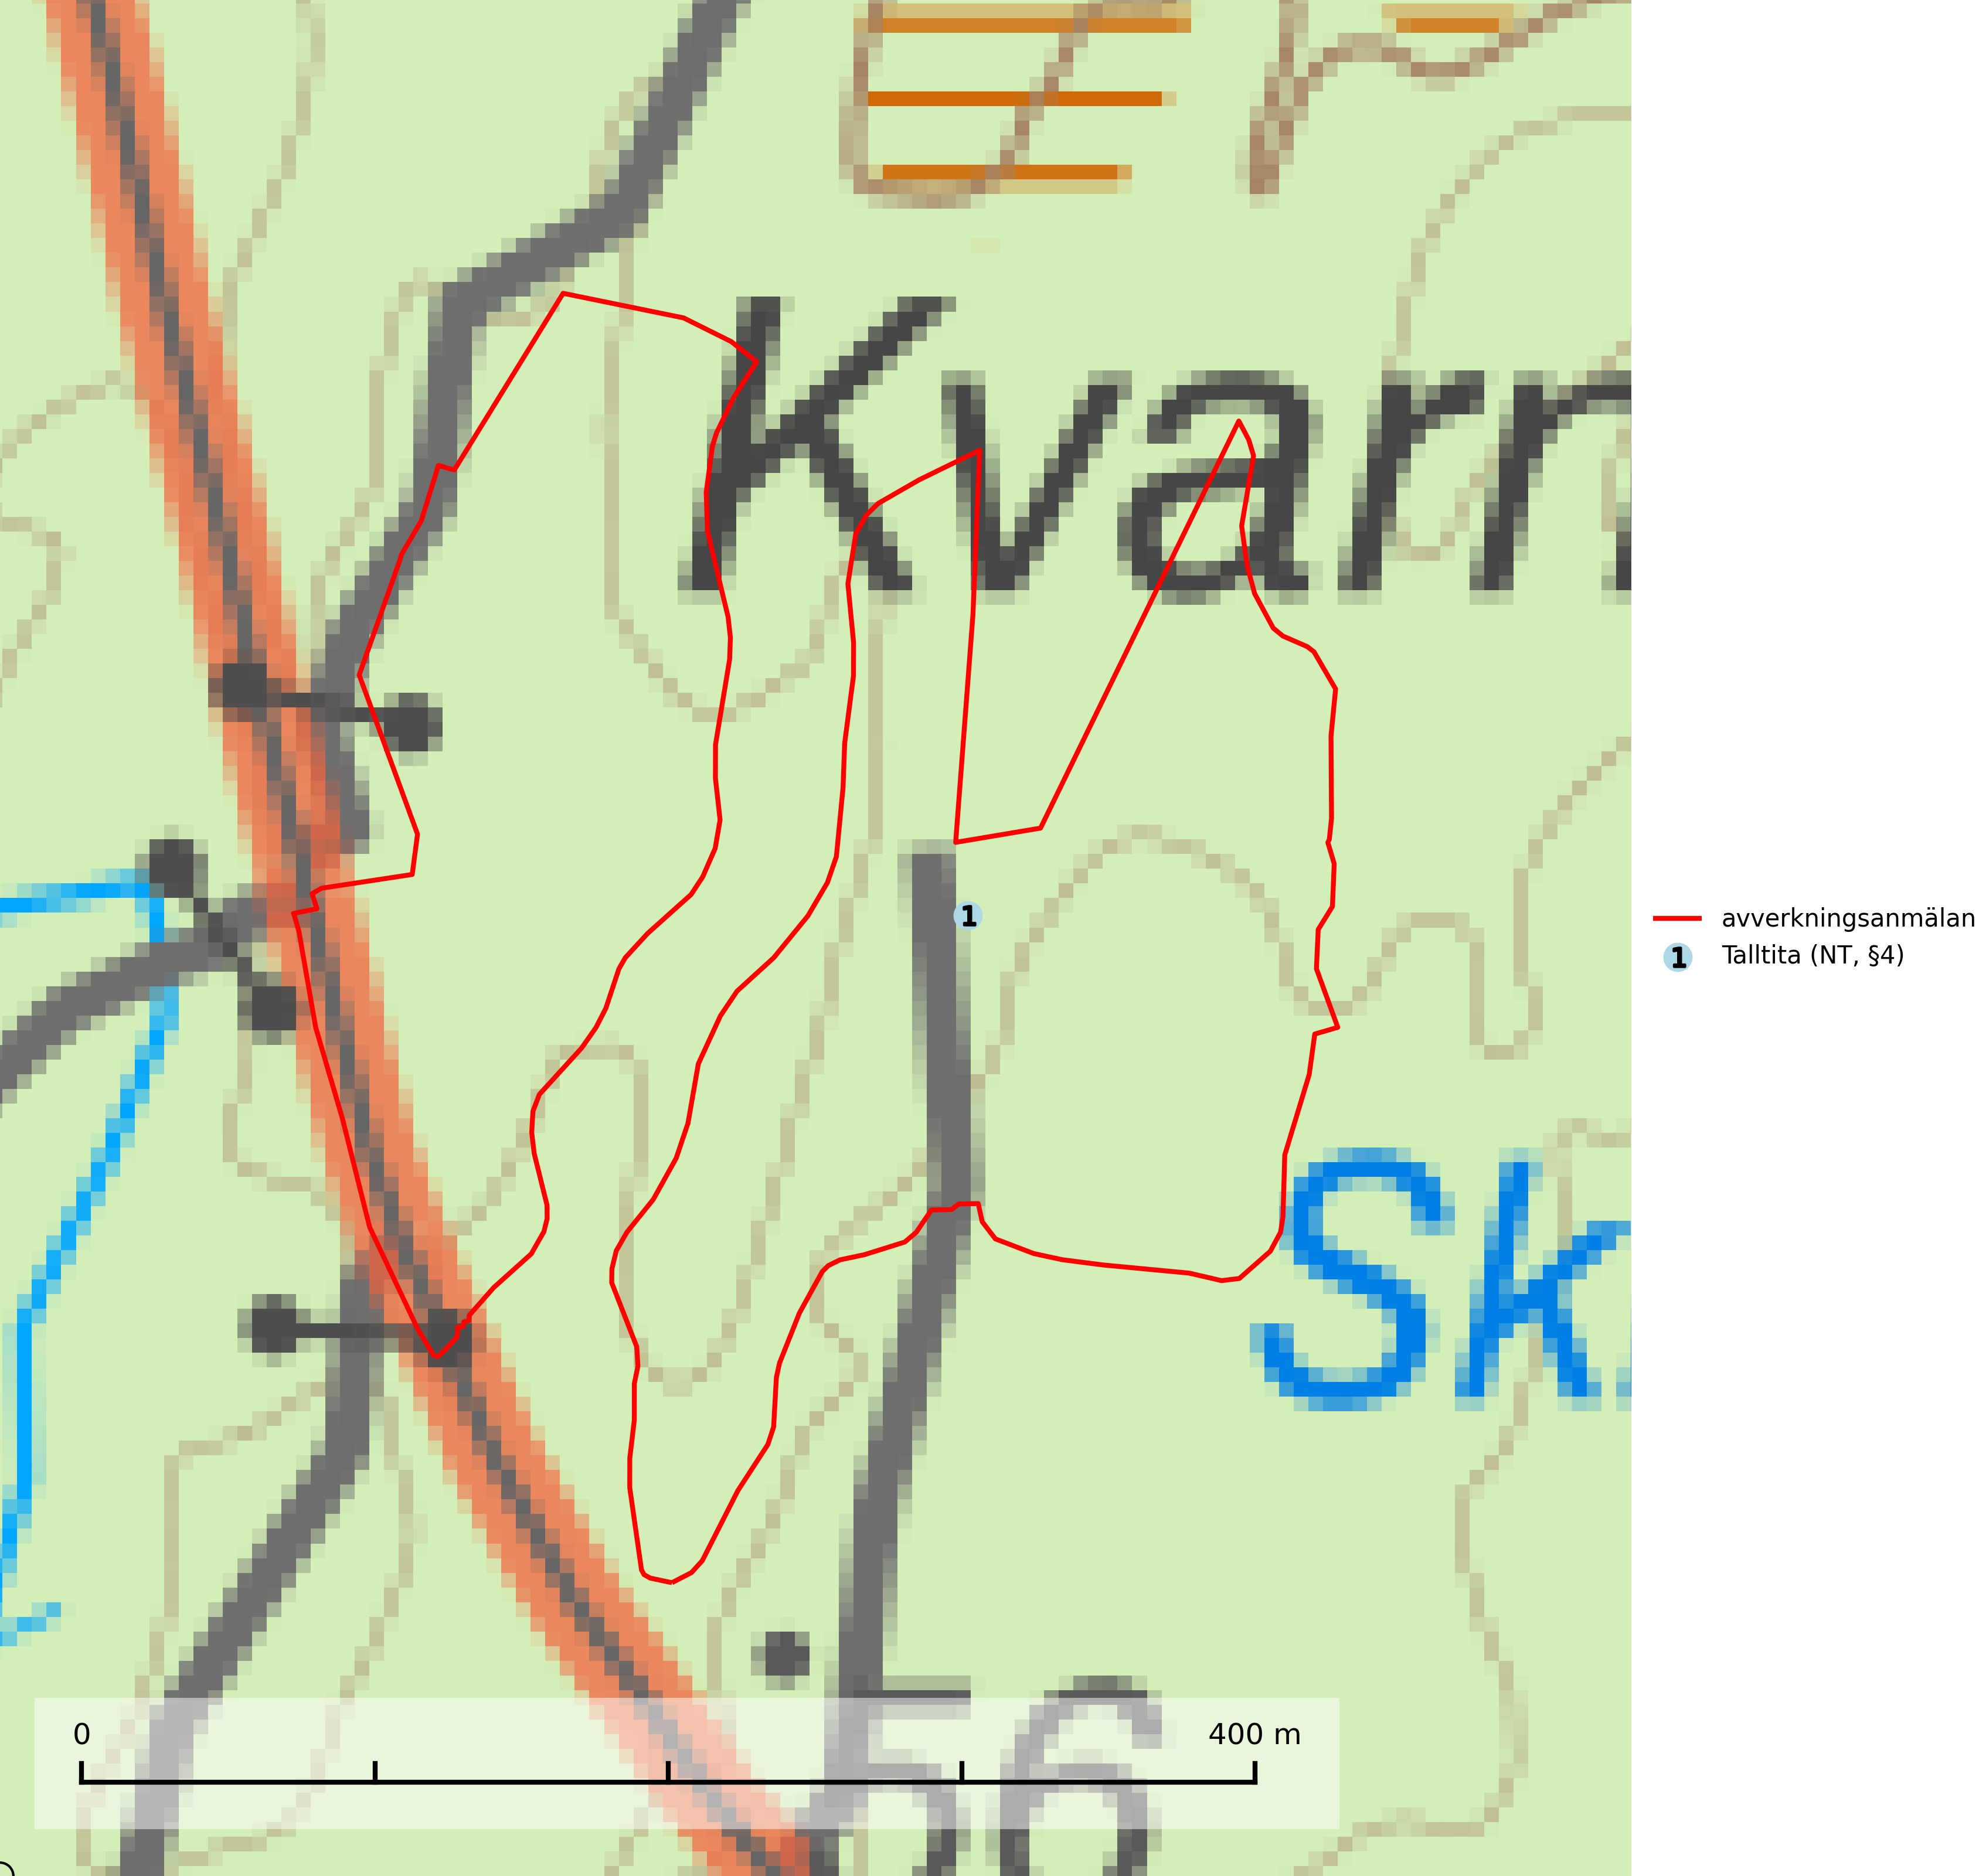 Kvarn
1
avverkningsanmälan
1 Talltita (NT, §4)
Sk
0 400 m
56